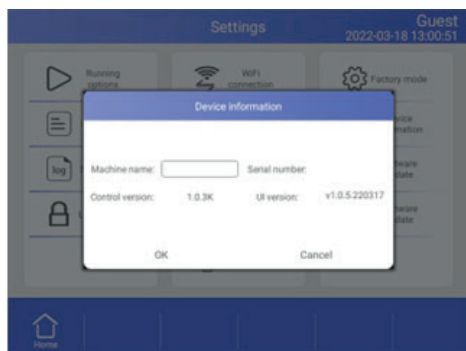 Settings
Guest
2022-03-18 13:00:51
Running options
WiFi connection
Factory mode
Device information
Machine name:
Serial number:
Control version: 1.0.3K
UI version: v1.0.5.220317
log
OK
Cancel
Home